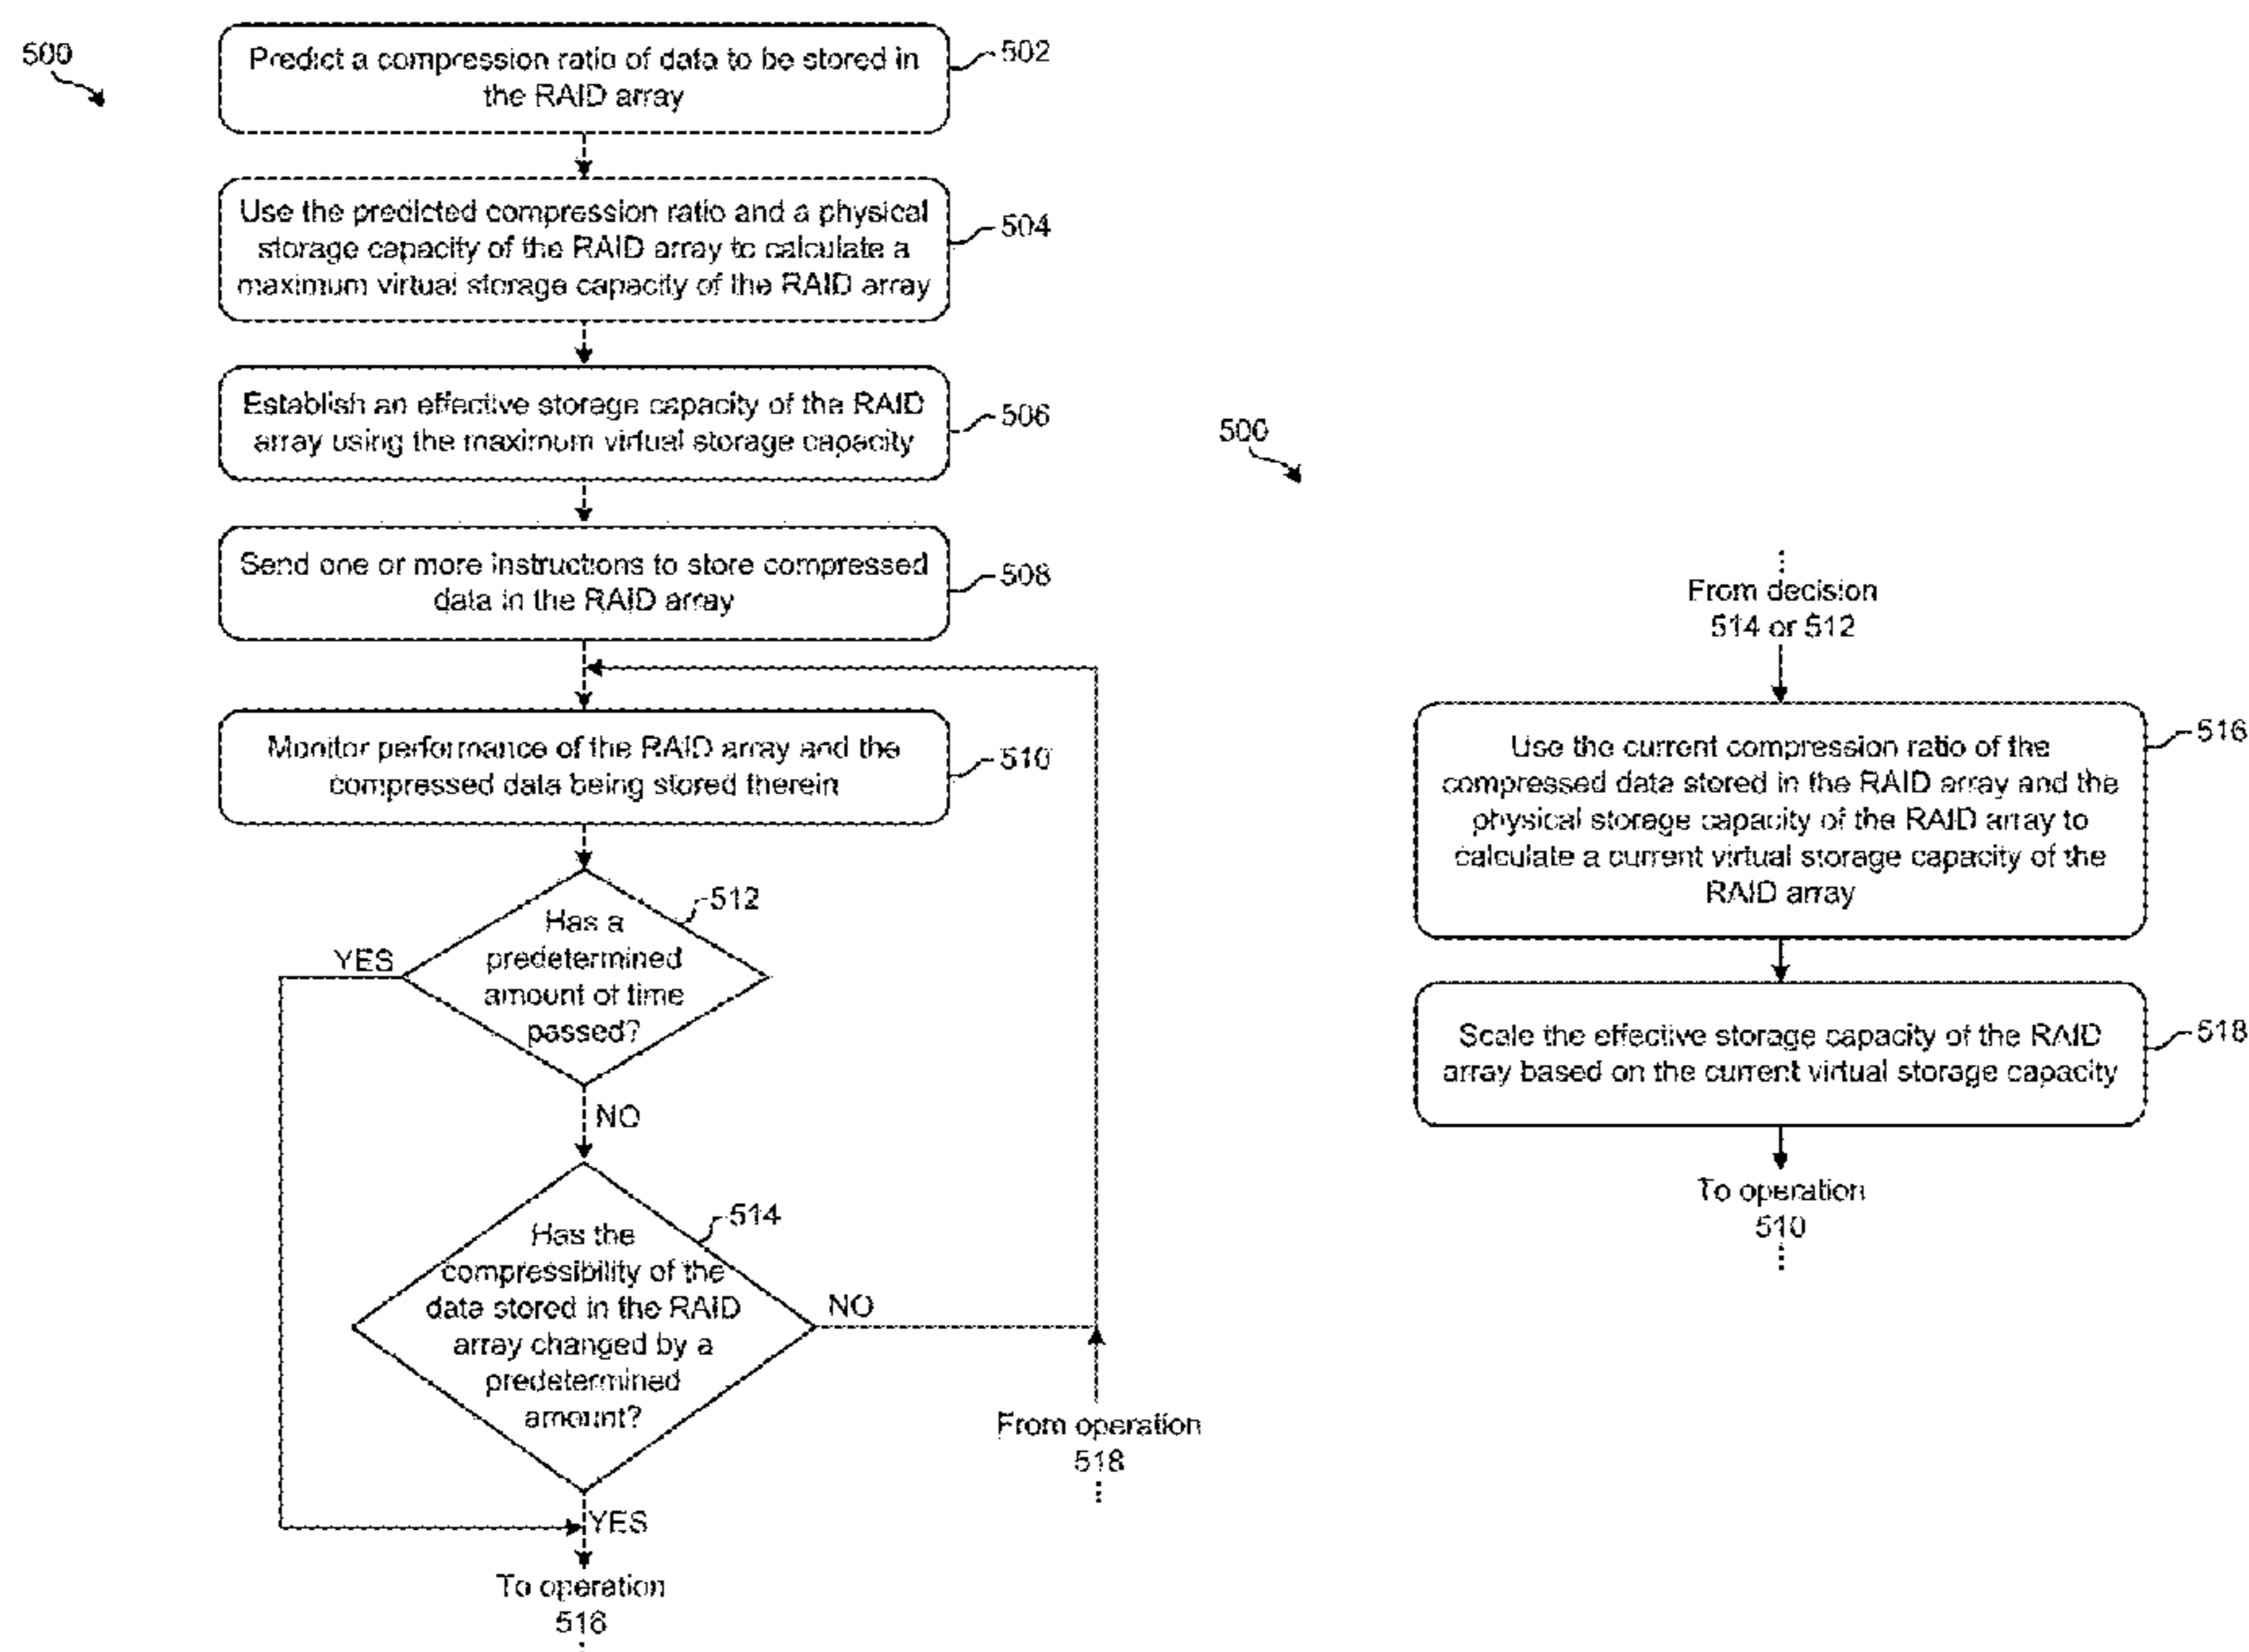 500
Predict a compression ratio of data to be stored in
the RAID array
502
Use the predicted compression ratio and a physical
storage capacity of the RAID array to calculate a
maximum virtual storage capacity of the RAID array
504
Establish an effective storage capacity of the RAID
array using the maximum virtual storage capacity
506
Send one or more instructions to store compressed
data in the RAID array
508
Monitor performance of the RAID array and the
compressed data being stored therein
510
512
Has a
predetermined
amount of time
passed?
YES
NO
514
Has the
compressibility of the
data stored in the RAID
array changed by a
predetermined
amount?
NO
YES
To operation
516
From operation
518
500
From decision
514 or 512
Use the current compression ratio of the
compressed data stored in the RAID array and the
physical storage capacity of the RAID array to
calculate a current virtual storage capacity of the
RAID array
516
Scale the effective storage capacity of the RAID
array based on the current virtual storage capacity
518
To operation
510